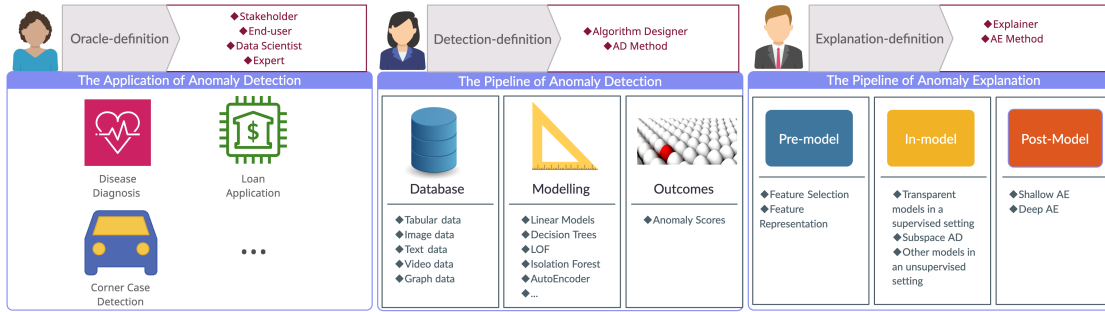 Oracle-definition
◆Stakeholder
◆End-user
◆Data Scientist
◆Expert
The Application of Anomaly Detection
Disease
Diagnosis
Loan
Application
Corner Case
Detection
...
Detection-definition
◆Algorithm Designer
◆AD Method
The Pipeline of Anomaly Detection
Database
◆Tabular data
◆Image data
◆Text data
◆Video data
◆Graph data
Modelling
◆Linear Models
◆Decision Trees
◆LOF
◆Isolation Forest
◆AutoEncoder
◆...
Outcomes
◆Anomaly Scores
Explanation-definition
◆Explainer
◆AE Method
The Pipeline of Anomaly Explanation
Pre-model
◆Feature Selection
◆Feature
Representation
In-model
◆Transparent
models in a
supervised setting
◆Subspace AD
◆Other models in
an unsupervised
setting
Post-Model
◆Shallow AE
◆Deep AE